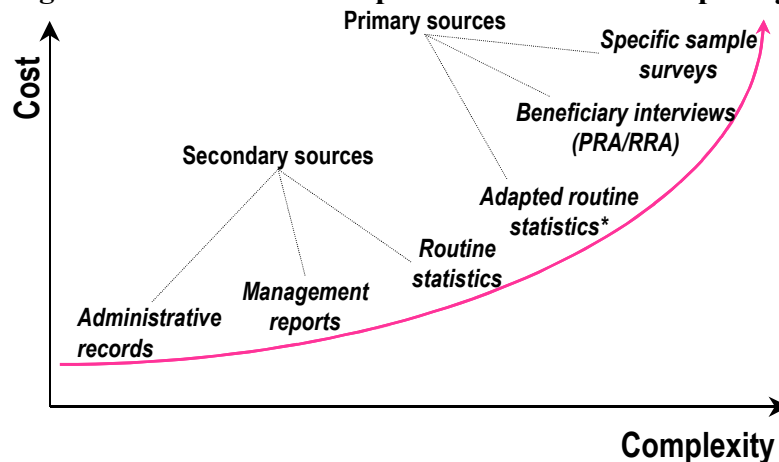 Primary sources
Specific sample
surveys
Cost
Beneficiary interviews
(PRA/RRA)
Secondary sources
Adapted routine
statistics*
Routine
statistics
Management
reports
Administrative
records
Complexity